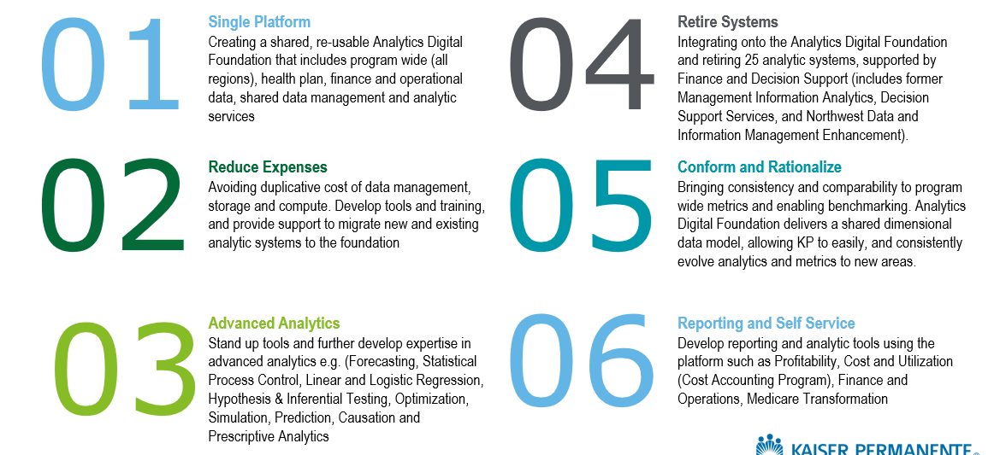 01
Single Platform
Creating a shared, re-usable Analytics Digital
Foundation that includes program wide (all
regions), health plan, finance and operational
data, shared data management and analytic
services
02
Reduce Expenses
Avoiding duplicative cost of data management,
storage and compute. Develop tools and training,
and provide support to migrate new and existing
analytic systems to the foundation
03
Advanced Analytics
Stand up tools and further develop expertise in
advanced analytics e.g. (Forecasting, Statistical
Process Control, Linear and Logistic Regression,
Hypothesis & Inferential Testing, Optimization,
Simulation, Prediction, Causation and
Prescriptive Analytics
04
Retire Systems
Integrating onto the Analytics Digital Foundation
and retiring 25 analytic systems, supported by
Finance and Decision Support (includes former
Management Information Analytics, Decision
Support Services, and Northwest Data and
Information Management Enhancement).
05
Conform and Rationalize
Bringing consistency and comparability to program
wide metrics and enabling benchmarking. Analytics
Digital Foundation delivers a shared dimensional
data model, allowing KP to easily, and consistently
evolve analytics and metrics to new areas.
06
Reporting and Self Service
Develop reporting and analytic tools using the
platform such as Profitability, Cost and Utilization
(Cost Accounting Program), Finance and
Operations, Medicare Transformation
KAISER PERMANENTE®